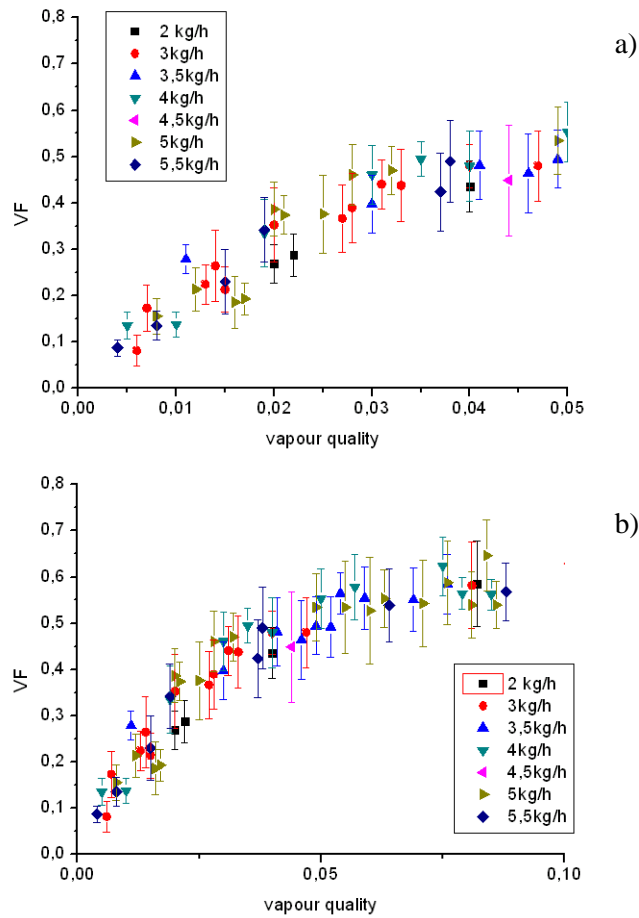 a)
0,8
0,7
0,6
0,5
0,4
0,3
0,2
0,1
0,0
VF
2 kg/h
3kg/h
3,5kg/h
4kg/h
4,5kg/h
5kg/h
5,5kg/h
0,00 0,01 0,02 0,03 0,04 0,05
vapour quality
b)
0,8
0,7
0,6
0,5
0,4
0,3
0,2
0,1
0,0
VF
2 kg/h
3kg/h
3,5kg/h
4kg/h
4,5kg/h
5kg/h
5,5kg/h
0,00 0,05 0,10
vapour quality